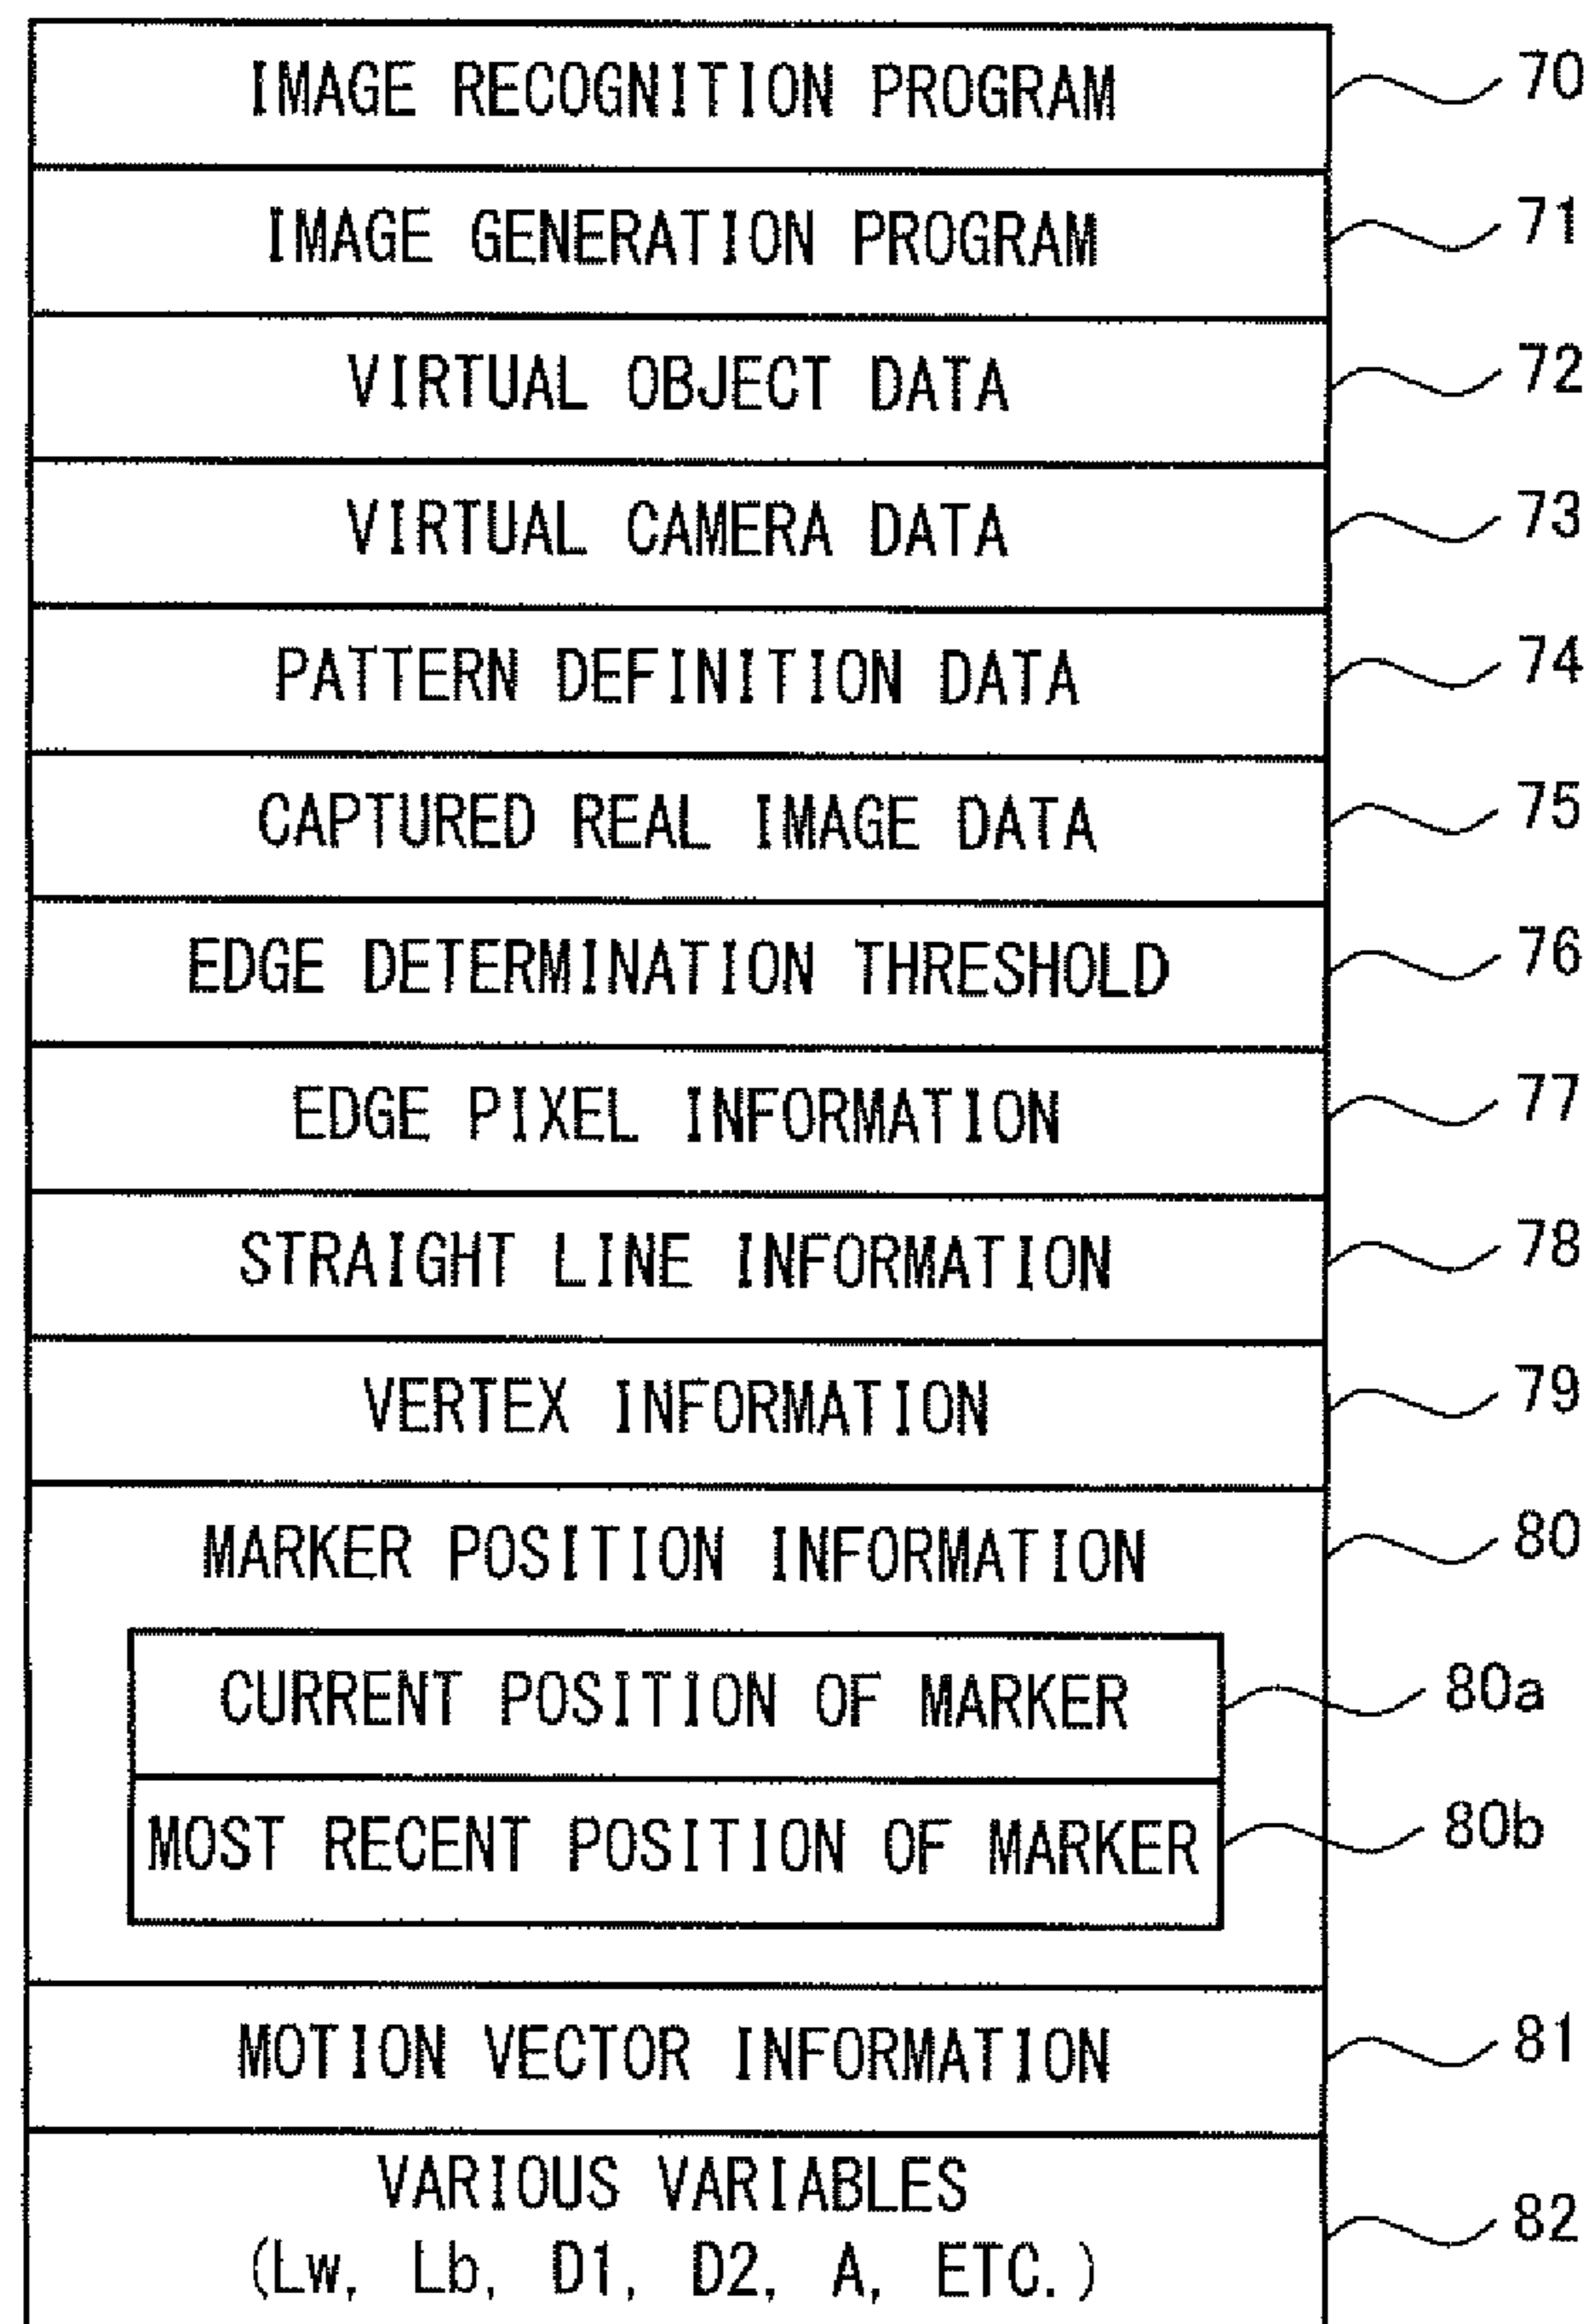 IMAGE RECOGNITION PROGRAM 70
IMAGE GENERATION PROGRAM 71
VIRTUAL OBJECT DATA 72
VIRTUAL CAMERA DATA 73
PATTERN DEFINITION DATA 74
CAPTURED REAL IMAGE DATA 75
EDGE DETERMINATION THRESHOLD 76
EDGE PIXEL INFORMATION 77
STRAIGHT LINE INFORMATION 78
VERTEX INFORMATION 79
MARKER POSITION INFORMATION 80
CURRENT POSITION OF MARKER 80a
MOST RECENT POSITION OF MARKER 80b
MOTION VECTOR INFORMATION 81
VARIOUS VARIABLES 82
(Lw, Lb, D1, D2, A, ETC.)